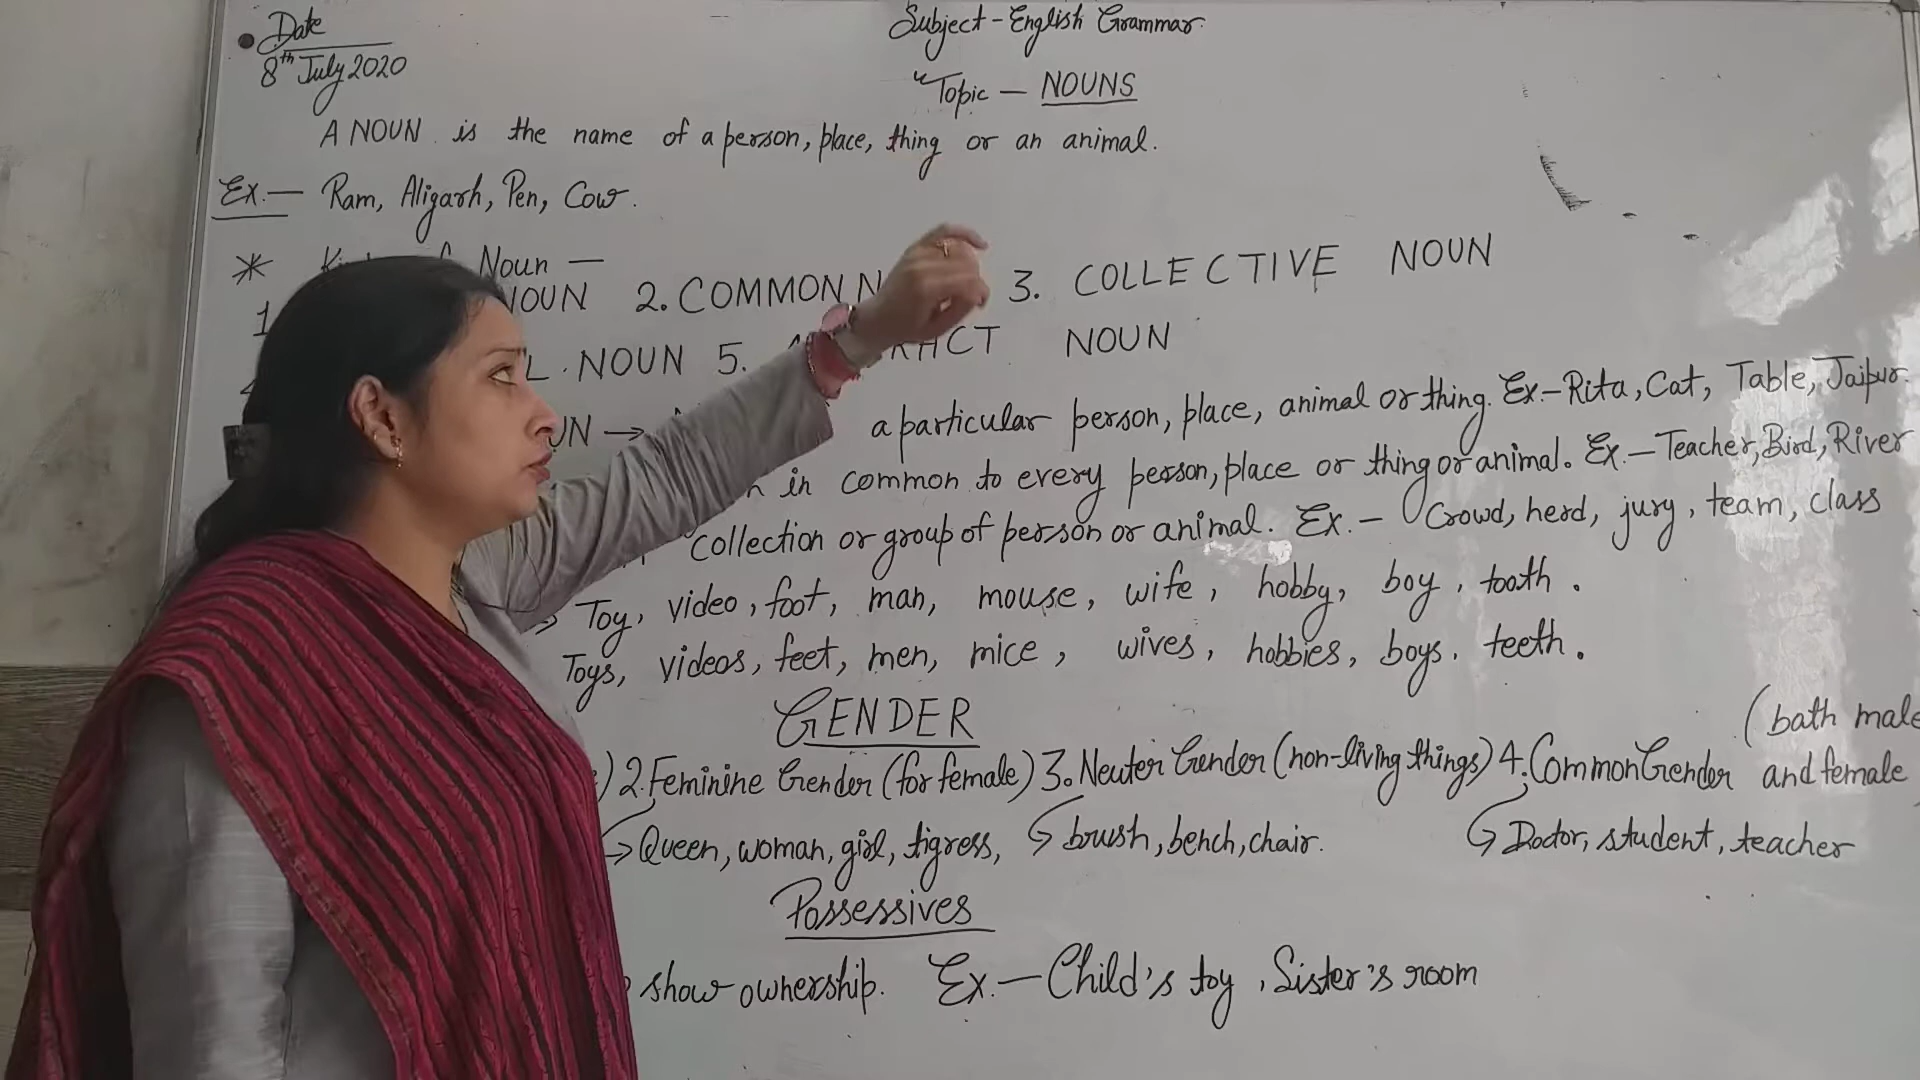 Date
8th July 2020
Subject - English Grammar
Topic — NOUNS
A NOUN is the name of a person, place, thing or an animal.
Ex. — Ram, Aligarh, Pen, Cow.
* Noun —
1 NOUN 2. COMMON N 3. COLLECTIVE NOUN
L. NOUN 5. RACT NOUN
UN → a particular person, place, animal or thing. Ex.- Rita, Cat, Table, Jaipur.
in common to every person, place or thing or animal. Ex. — Teacher, Bird, River
collection or group of person or animal. Ex. — Crowd, herd, jury, team, class
→ Toy, video, foot, man, mouse, wife, hobby, boy, tooth.
Toys, videos, feet, men, mice, wives, hobbies, boys, teeth.
GENDER
) 2. Feminine Gender (for female) 3. Neuter Gender (non-living things) 4. Common Gender (bath male and female
→ Queen, woman, girl, tigress, brush, bench, chair. Doctor, student, teacher
Possessives
show ownership. Ex. — Child's toy, Sister's room